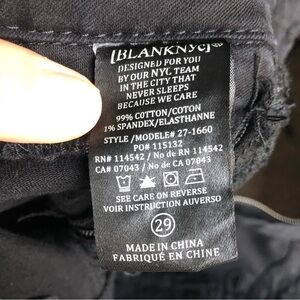 [BLANKNYC]®
DESIGNED FOR YOU
BY OUR NYC TEAM
IN THE CITY THAT
NEVER SLEEPS
BECAUSE WE CARE
99% COTTON/COTON
1% SPANDEX/ELASTHANNE
STYLE /MODELE# 27-1660
PO# 115132
RN# 114542 / No de RN 114542
CA# 07043 / No de CA 07043
SEE CARE ON REVERSE
VOIR INSTRUCTION AUVERSO
29
MADE IN CHINA
FABRIQUÉ EN CHINE